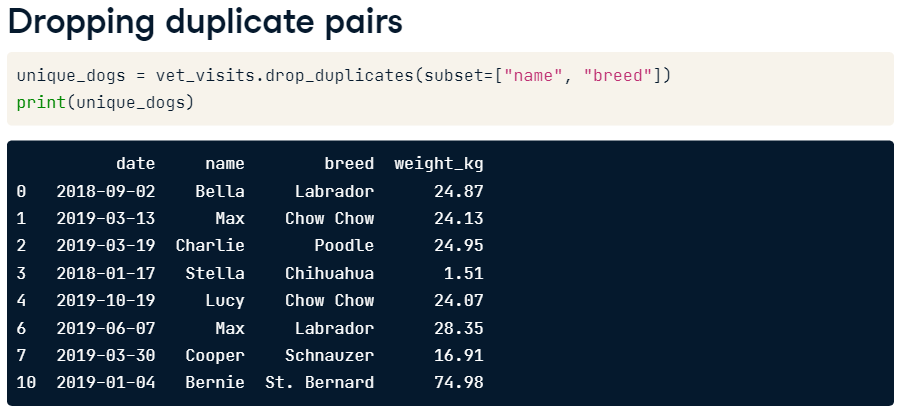 Dropping duplicate pairs
unique_dogs = vet_visits.drop_duplicates(subset=["name", "breed"])
print(unique_dogs)
date name breed weight_kg
0 2018-09-02 Bella Labrador 24.87
1 2019-03-13 Max Chow Chow 24.13
2 2019-03-19 Charlie Poodle 24.95
3 2018-01-17 Stella Chihuahua 1.51
4 2019-10-19 Lucy Chow Chow 24.07
6 2019-06-07 Max Labrador 28.35
7 2019-03-30 Cooper Schnauzer 16.91
10 2019-01-04 Bernie St. Bernard 74.98